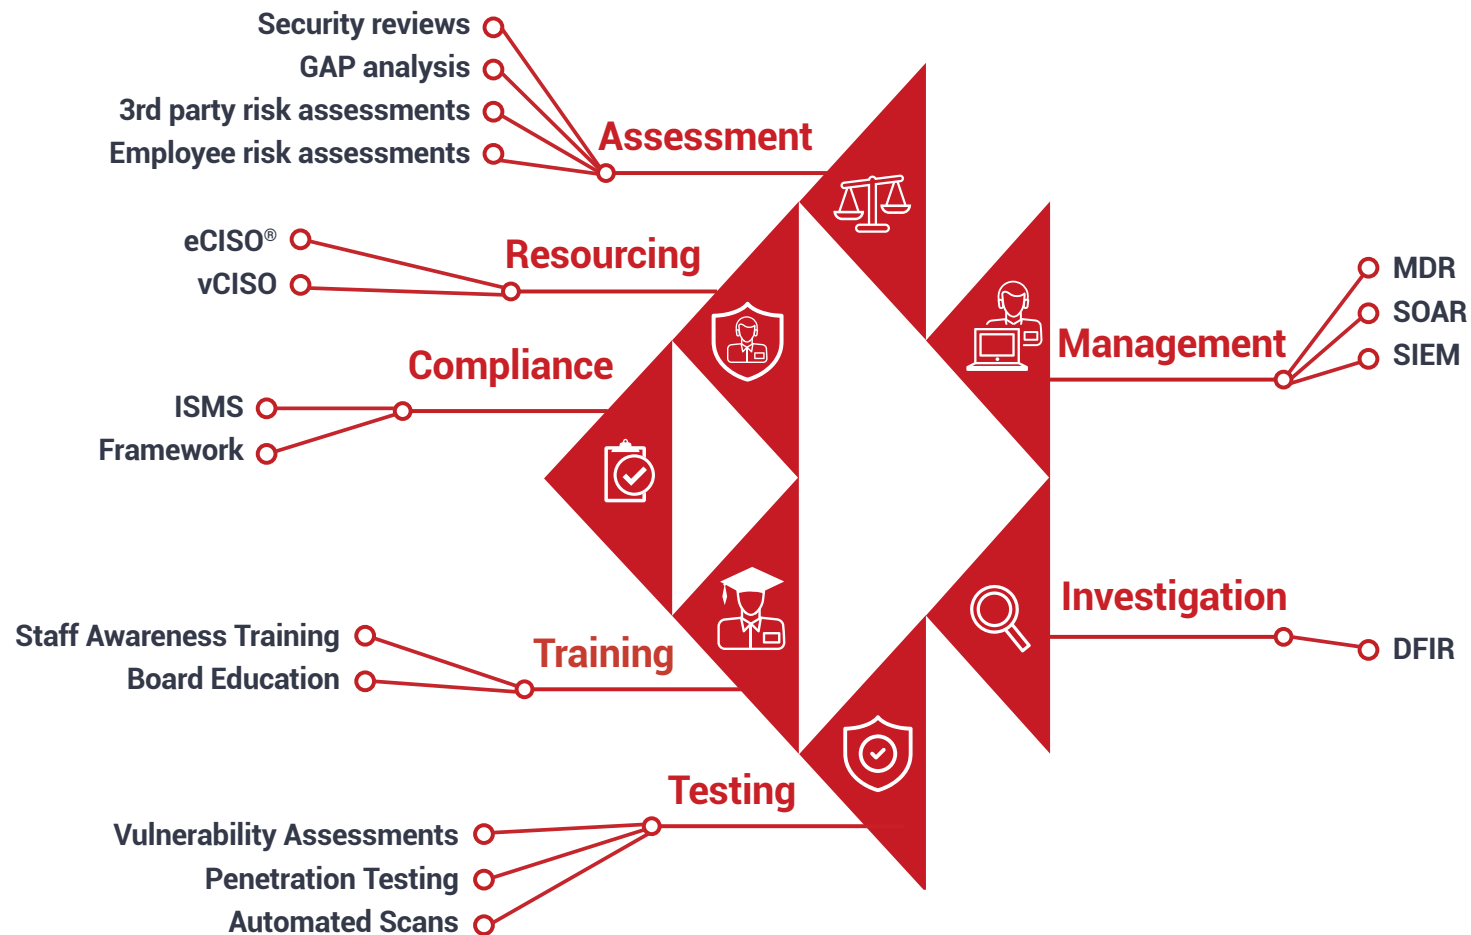 Security reviews
GAP analysis
3rd party risk assessments
Employee risk assessments
Assessment
eCISO®
vCISO
Resourcing
Compliance
ISMS
Framework
Staff Awareness Training
Board Education
Training
Testing
Vulnerability Assessments
Penetration Testing
Automated Scans
Management
MDR
SOAR
SIEM
Investigation
DFIR